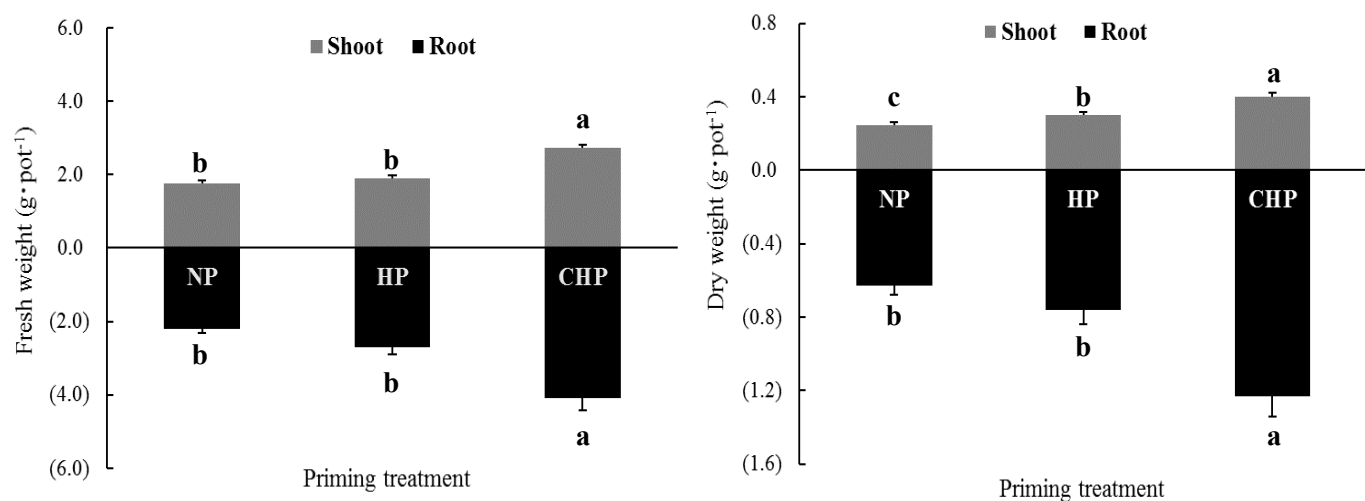 6.0
Shoot Root
4.0
a
b b
2.0
0.0
NP HP CHP
(2.0)
b b
(4.0)
a
(6.0)
Fresh weight (g·pot⁻¹)
Priming treatment
0.8
Shoot Root
a
0.4
c b
0.0
NP HP CHP
(0.4)
(0.8)
b b
(1.2)
a
(1.6)
Dry weight (g·pot⁻¹)
Priming treatment